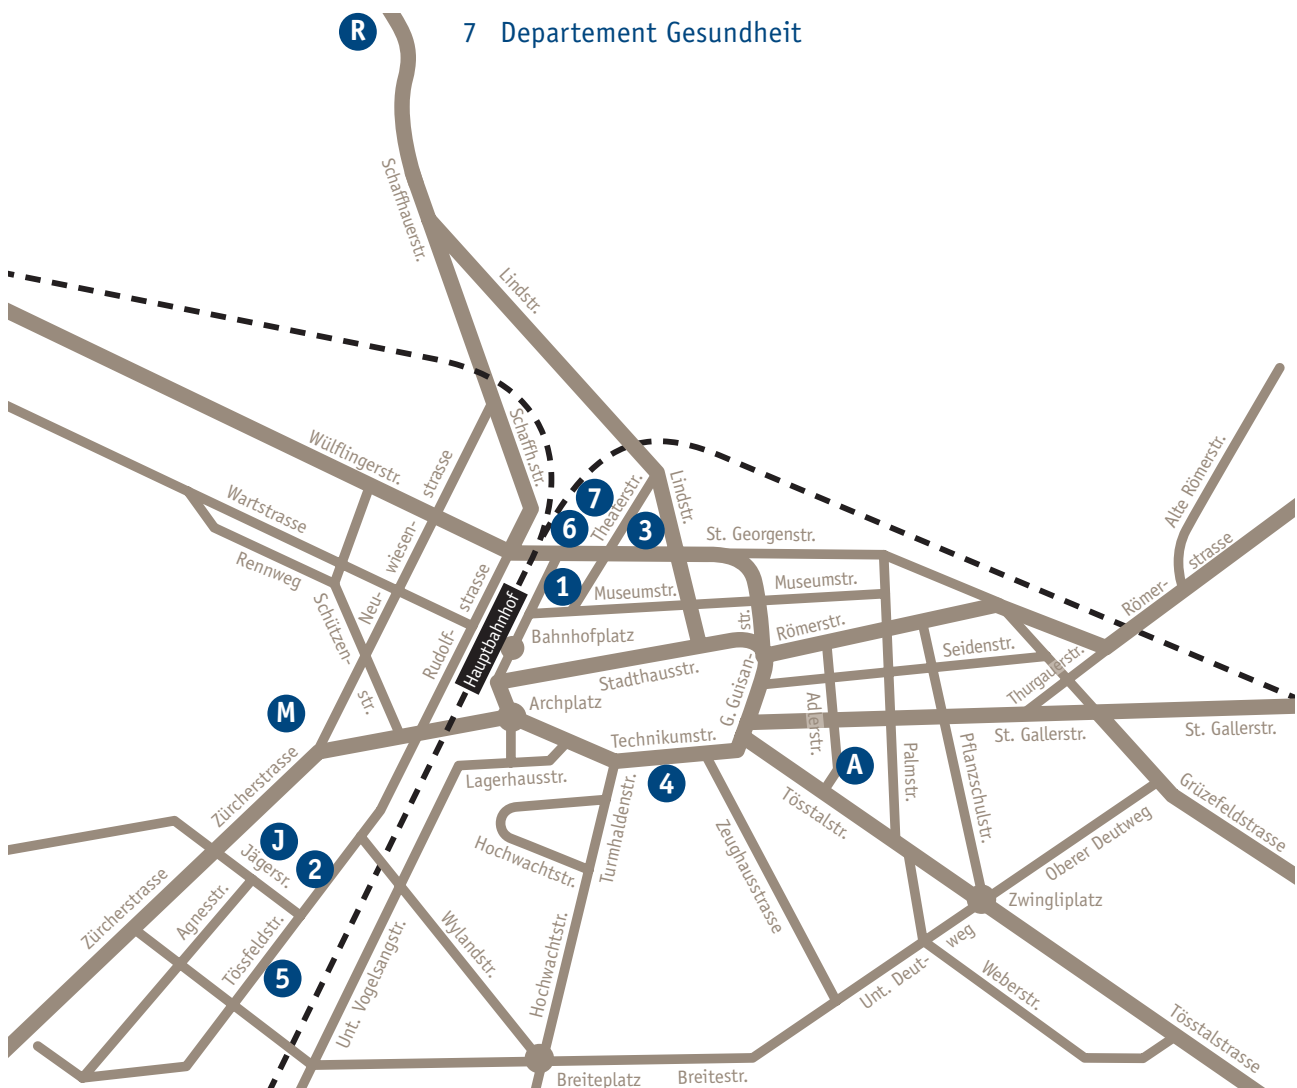 R
7 Departement Gesundheit
Schaffhauserstr.
Lindstr.
Schaffh.str.
Wülflingerstr.
strasse
Wartstrasse
wiesen-
Neu-
Rennweg
Schützen-
str.
strasse
Rudolf-
Hauptbahnhof
7
6
Theaterstr.
3
Lindstr.
St. Georgenstr.
1
Museumstr.
Museumstr.
Alte Römerstr.
strasse
Römer-
Bahnhofplatz
Stadthausstr.
str.
G. Guisan-
Römerstr.
Seidenstr.
Thurgauerstr.
M
Archplatz
Technikumstr.
Adlerstr.
St. Gallerstr.
St. Gallerstr.
A
Palmstr.
Pflanzschulstr.
Lagerhausstr.
4
Tösstalstr.
Grüzefeldstrasse
Zürcherstrasse
J
Jägersr.
2
Hochwachtstr.
Turmhaldenstr.
Zeughausstrasse
Oberer Deutweg
Zwingliplatz
Zürcherstrasse
Agnesstr.
Tössfeldstr.
5
Unt. Vogelsangstr.
Wylandstr.
Hochwachtstr.
weg
Unt. Deut-
Weberstr.
Tösstalstrasse
Breiteplatz
Breitestr.